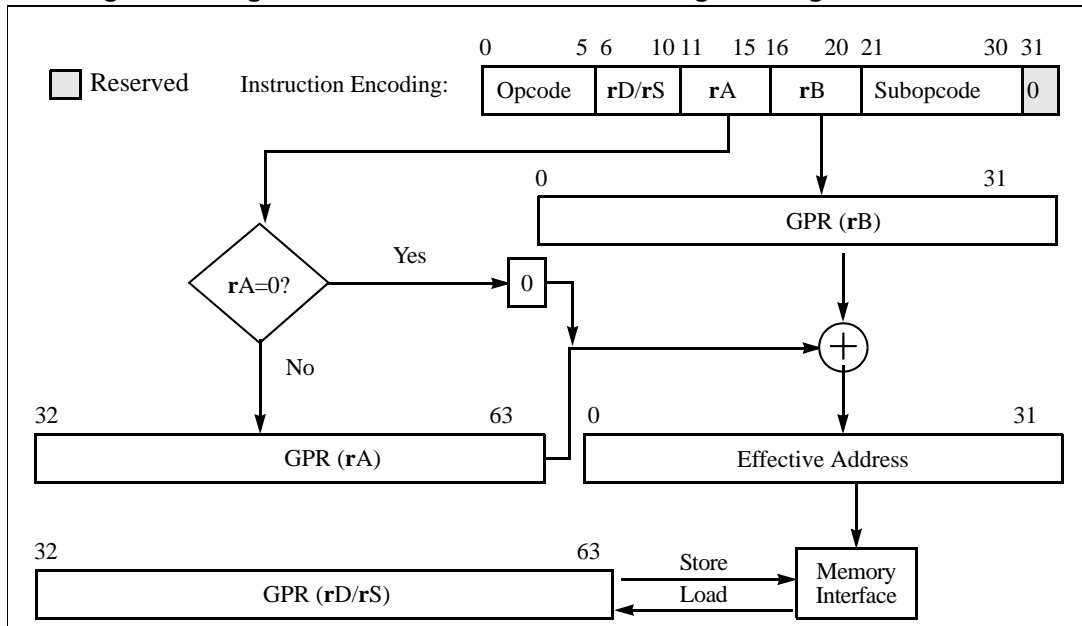 0 5 6 10 11 15 16 20 21 30 31
Reserved Instruction Encoding: Opcode rD/rS rA rB Subopcode 0
0 31
GPR (rB)
Yes
rA=0? 0
+
No
32 63 0 31
GPR (rA) Effective Address
32 63
Store
Memory
GPR (rD/rS)
Load
Interface